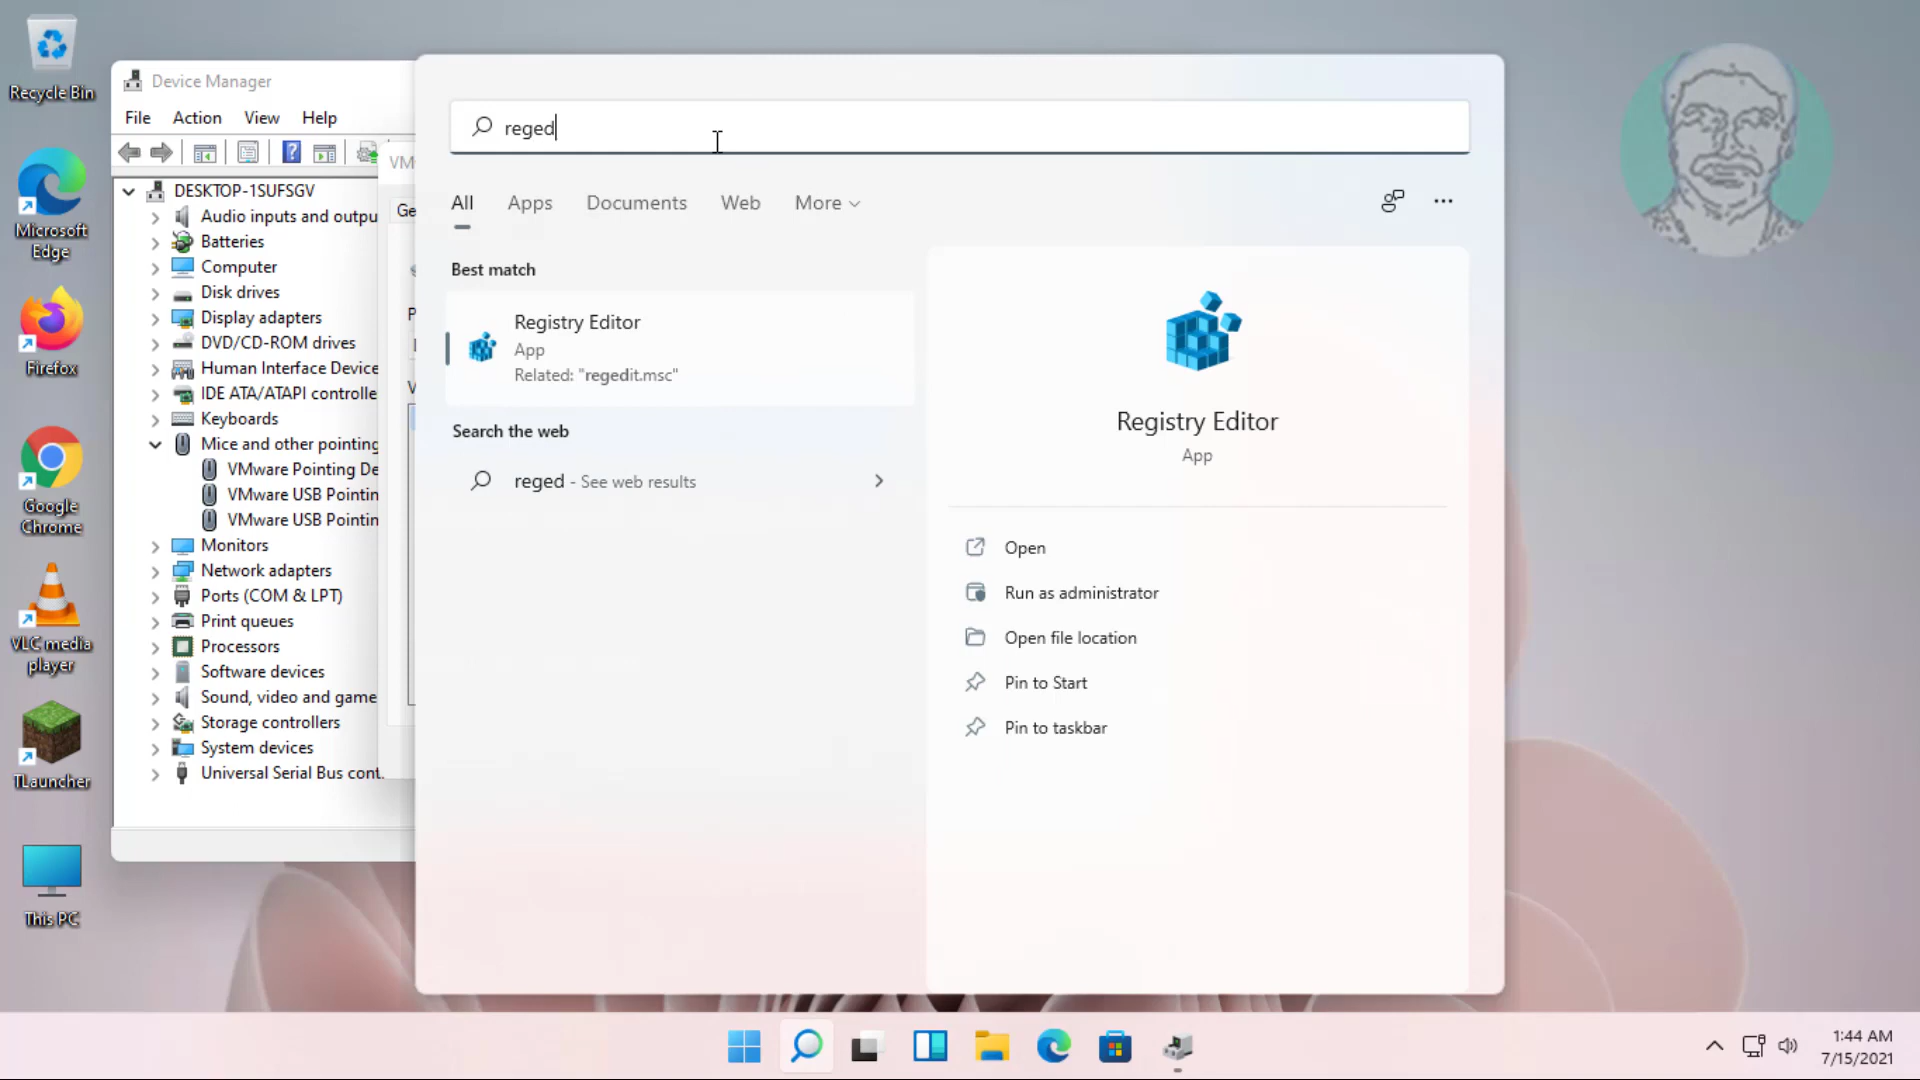 Recycle Bin
Microsoft
Edge
Firefox
Google
Chrome
VLC media
player
TLauncher
This PC
Device Manager
File Action View Help
DESKTOP-1SUFSGV
Audio inputs and outpu
Batteries
Computer
Disk drives
Display adapters
DVD/CD-ROM drives
Human Interface Device
IDE ATA/ATAPI controlle
Keyboards
Mice and other pointing
VMware Pointing De
VMware USB Pointin
VMware USB Pointin
Monitors
Network adapters
Ports (COM & LPT)
Print queues
Processors
Software devices
Sound, video and game
Storage controllers
System devices
Universal Serial Bus cont
VM
Ge
P
V
reged
All Apps Documents Web More
Best match
Registry Editor
App
Related: "regedit.msc"
Search the web
reged - See web results
Registry Editor
App
Open
Run as administrator
Open file location
Pin to Start
Pin to taskbar
1:44 AM
7/15/2021